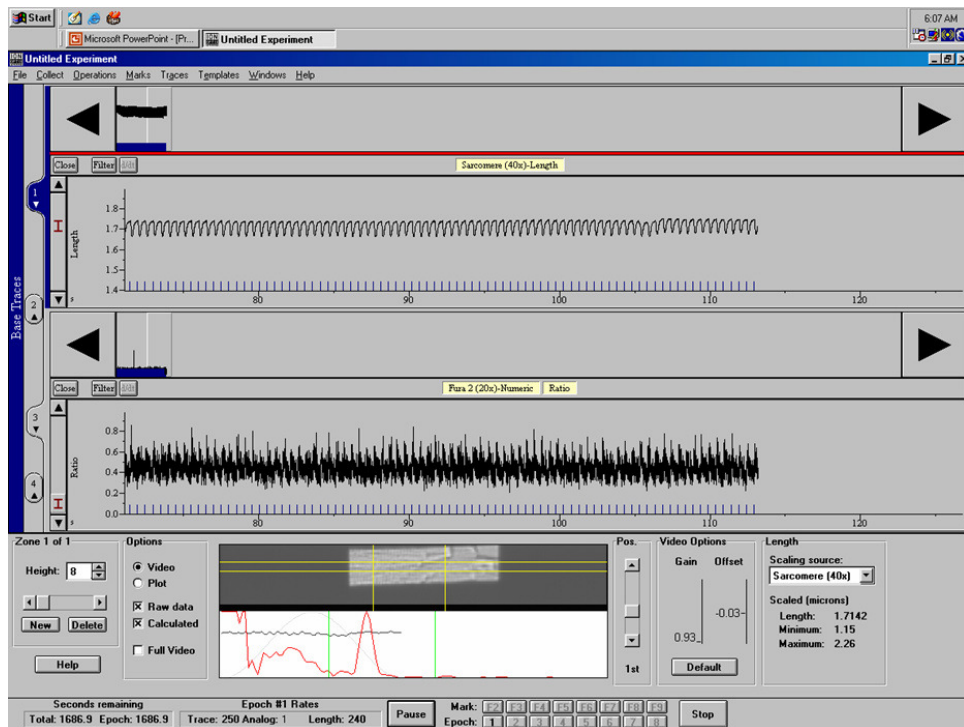 Start 6:07 AM
Microsoft PowerPoint - [Pr... Untitled Experiment
Untitled Experiment
File Collect Operations Marks Traces Templates Windows Help
Close Filter Sarcomere (40x)-Length
1.8
1.7
1.6
1.5
1.4
Length
s 80 90 100 110 120
Close Filter Fura 2 (20x)-Numeric Ratio
0.8
0.6
0.4
0.2
0.0
Ratio
s 80 90 100 110 120
Base Traces
1
2
3
4
Zone 1 of 1
Height: 8
New Delete
Help
Options
Video
Plot
Raw data
Calculated
Full Video
Pos.
1st
Video Options
Gain Offset
-0.03
0.93
Default
Length
Scaling source:
Sarcomere (40x)
Scaled (microns)
Length: 1.7142
Minimum: 1.15
Maximum: 2.26
Seconds remaining
Total: 1686.9 Epoch: 1686.9
Epoch #1 Rates
Trace: 250 Analog: 1 Length: 240
Pause
Mark: F2 F3 F4 F5 F6 F7 F8 F9
Epoch: 1 2 3 4 5 6 7 8
Stop